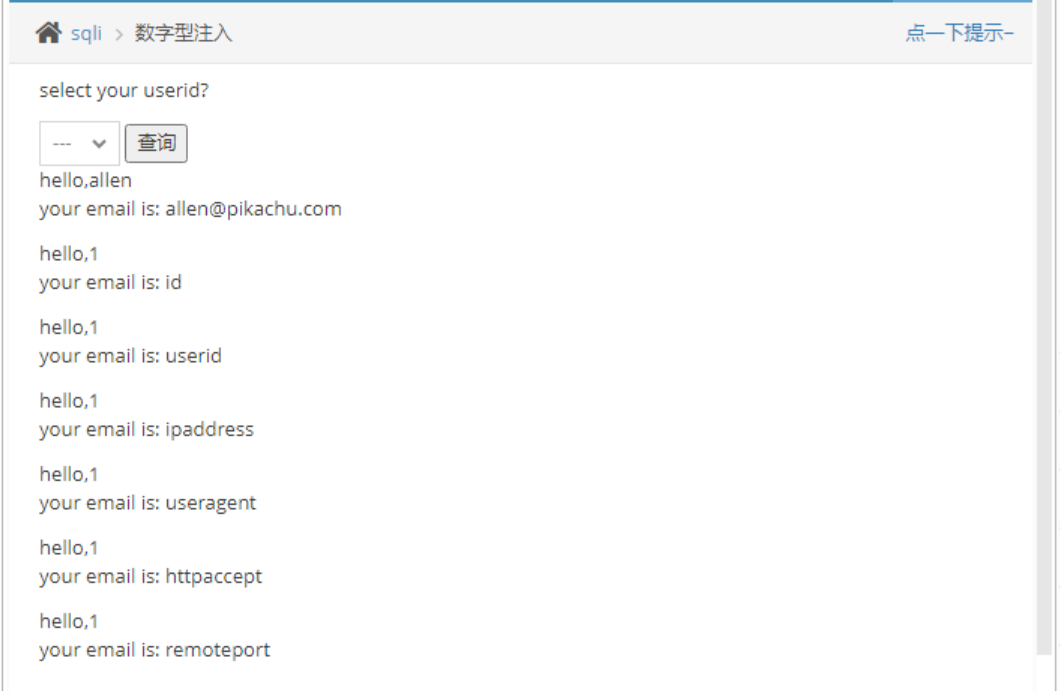 sqli > 数字型注入 点一下提示~
select your userid?
--- 查询
hello,allen
your email is: allen@pikachu.com
hello,1
your email is: id
hello,1
your email is: userid
hello,1
your email is: ipaddress
hello,1
your email is: useragent
hello,1
your email is: httpaccept
hello,1
your email is: remoteport